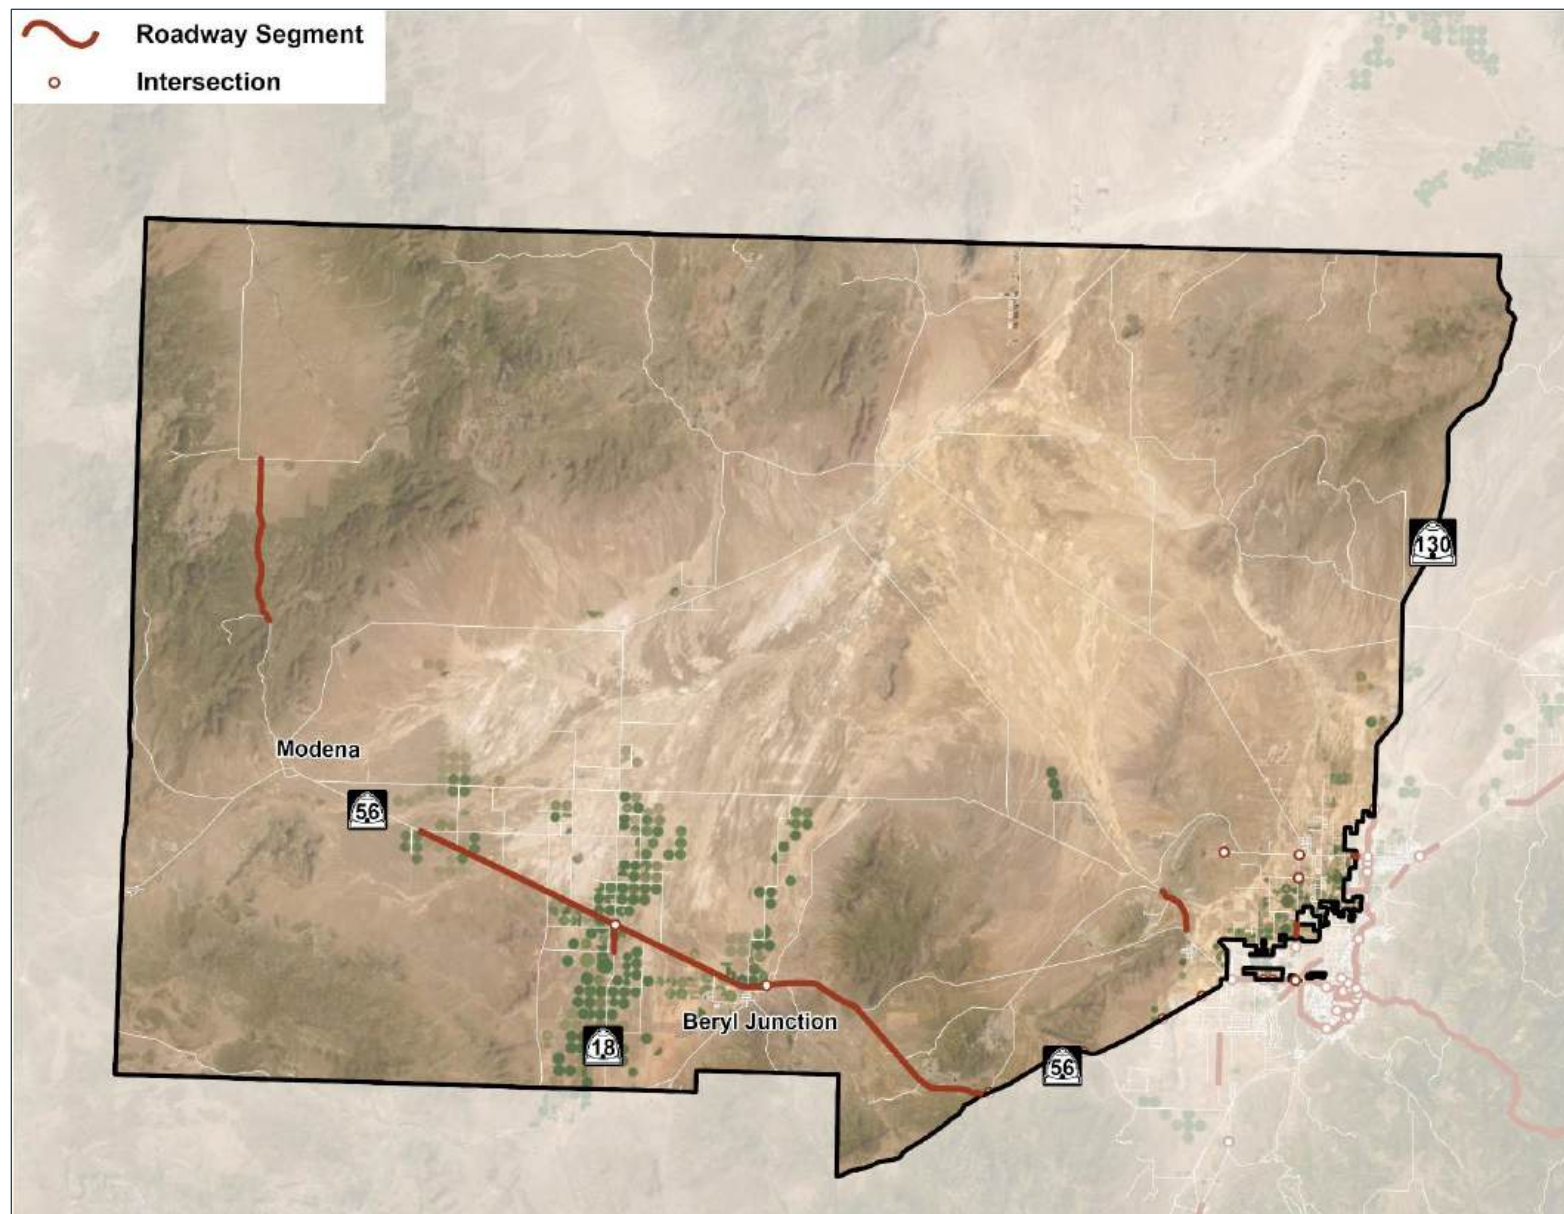 Roadway Segment
Intersection
130
Modena
56
Beryl Junction
18
56